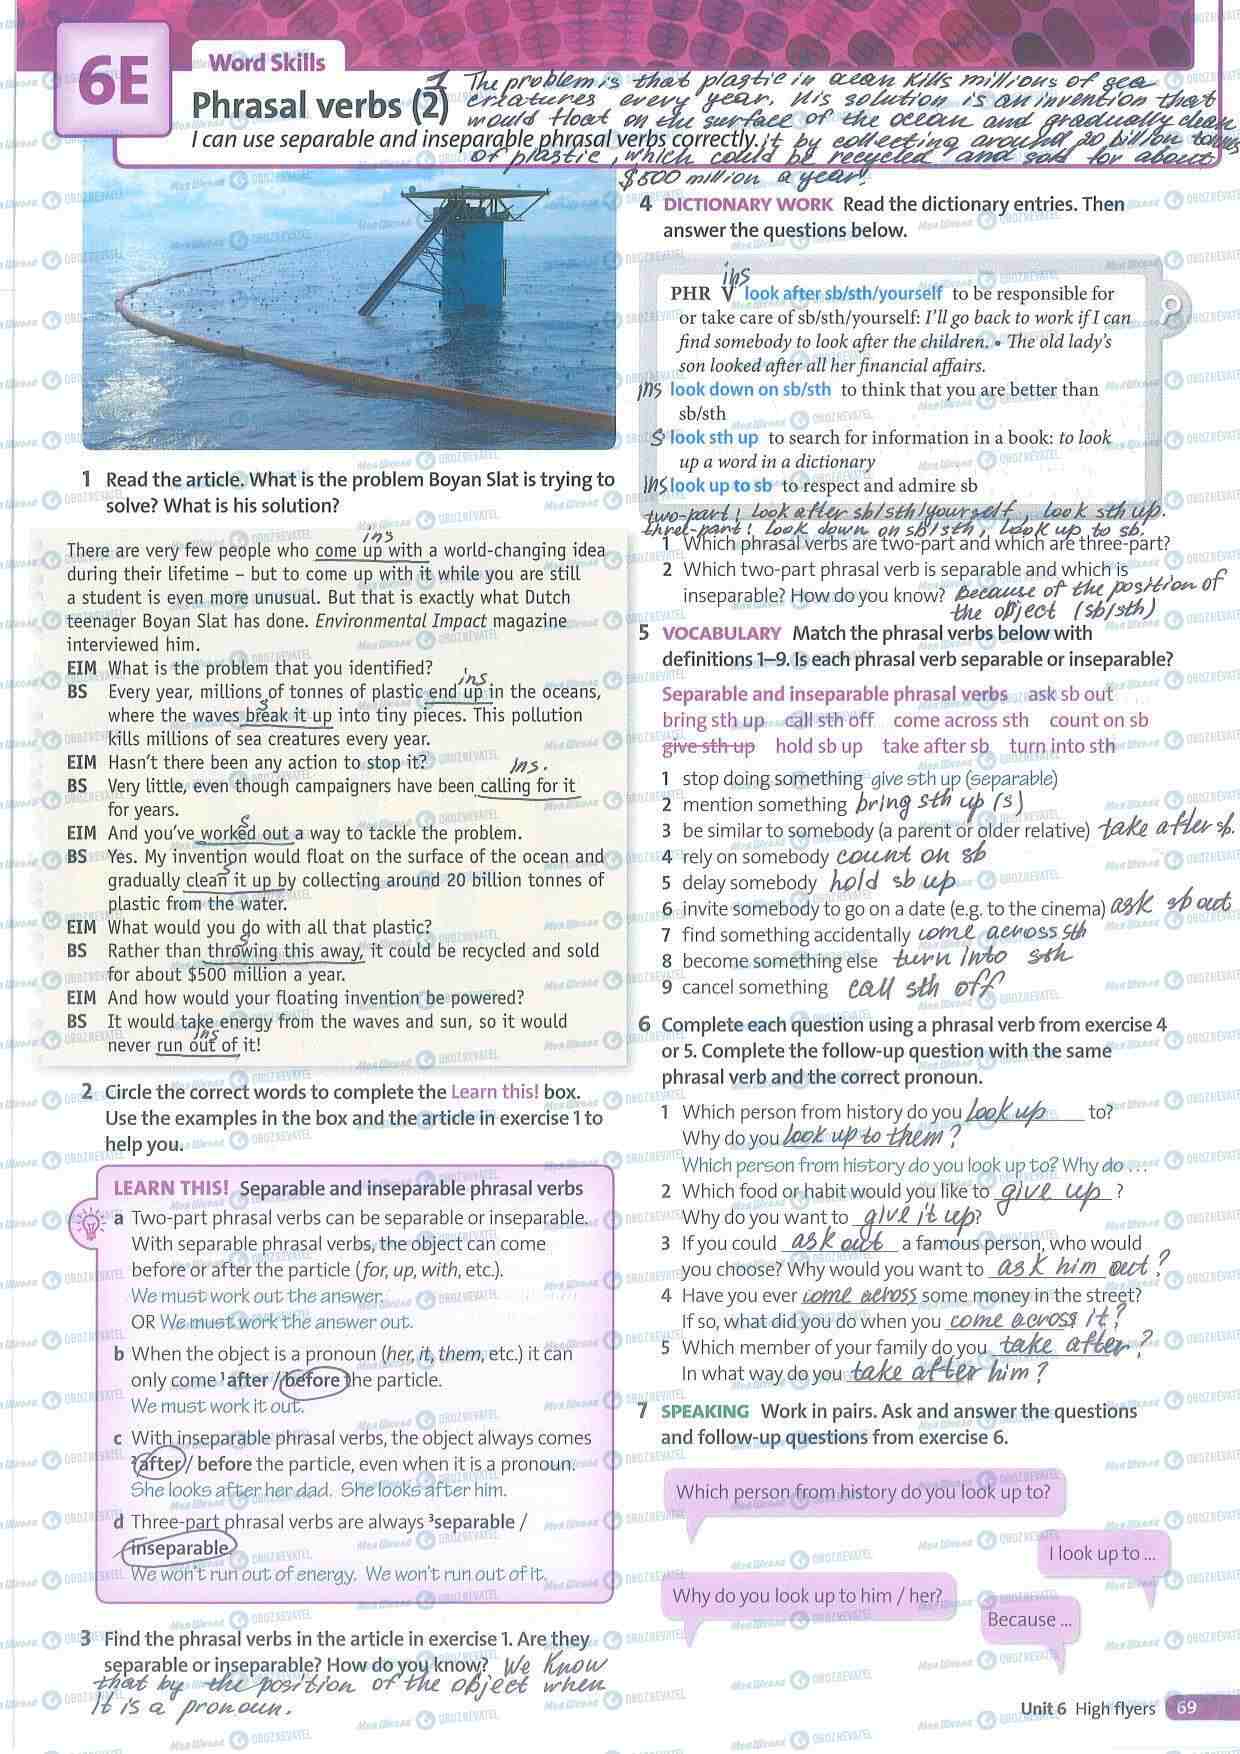 6E
Word Skills
Phrasal verbs (2)
I can use separable and inseparable phrasal verbs correctly.
1 The problem is that plastic in ocean kills millions of sea
creatures every year. His solution is an invention that
would float on the surface of the ocean and gradually clean
it by collecting around 20 billion tonnes
of plastic, which could be recycled and sold for about
$500 million a year.
1 Read the article. What is the problem Boyan Slat is trying to
solve? What is his solution?
ins
There are very few people who come up with a world-changing idea
during their lifetime – but to come up with it while you are still
a student is even more unusual. But that is exactly what Dutch
teenager Boyan Slat has done. Environmental Impact magazine
interviewed him.
EIM What is the problem that you identified?
ins
BS Every year, millions of tonnes of plastic end up in the oceans,
s
where the waves break it up into tiny pieces. This pollution
kills millions of sea creatures every year.
EIM Hasn't there been any action to stop it?
ins.
BS Very little, even though campaigners have been calling for it
for years.
s
EIM And you've worked out a way to tackle the problem.
BS Yes. My invention would float on the surface of the ocean and
s
gradually clean it up by collecting around 20 billion tonnes of
plastic from the water.
EIM What would you do with all that plastic?
s
BS Rather than throwing this away, it could be recycled and sold
for about $500 million a year.
EIM And how would your floating invention be powered?
BS It would take energy from the waves and sun, so it would
ins
never run out of it!
2 Circle the correct words to complete the Learn this! box.
Use the examples in the box and the article in exercise 1 to
help you.
LEARN THIS! Separable and inseparable phrasal verbs
a Two-part phrasal verbs can be separable or inseparable.
With separable phrasal verbs, the object can come
before or after the particle (for, up, with, etc.).
We must work out the answer.
OR We must work the answer out.
b When the object is a pronoun (her, it, them, etc.) it can
only come ¹after / before the particle.
We must work it out.
c With inseparable phrasal verbs, the object always comes
²after / before the particle, even when it is a pronoun.
She looks after her dad. She looks after him.
d Three-part phrasal verbs are always ³separable /
inseparable.
We won't run out of energy. We won't run out of it.
3 Find the phrasal verbs in the article in exercise 1. Are they
separable or inseparable? How do you know? We know
that by the position of the object when
it is a pronoun.
4 DICTIONARY WORK Read the dictionary entries. Then
answer the questions below.
ins
PHR V look after sb/sth/yourself to be responsible for
or take care of sb/sth/yourself: I'll go back to work if I can
find somebody to look after the children. • The old lady's
son looked after all her financial affairs.
ins look down on sb/sth to think that you are better than
sb/sth
s look sth up to search for information in a book: to look
up a word in a dictionary
ins look up to sb to respect and admire sb
two-part: look after sb/sth/yourself, look sth up.
three-part: look down on sb/sth, look up to sb.
1 Which phrasal verbs are two-part and which are three-part?
2 Which two-part phrasal verb is separable and which is
inseparable? How do you know? Because of the position of
the object (sb/sth)
5 VOCABULARY Match the phrasal verbs below with
definitions 1–9. Is each phrasal verb separable or inseparable?
Separable and inseparable phrasal verbs ask sb out
bring sth up call sth off come across sth count on sb
give sth up hold sb up take after sb turn into sth
1 stop doing something give sth up (separable)
2 mention something bring sth up (s)
3 be similar to somebody (a parent or older relative) take after sb.
4 rely on somebody count on sb
5 delay somebody hold sb up
6 invite somebody to go on a date (e.g. to the cinema) ask sb out
7 find something accidentally come across sth
8 become something else turn into sth
9 cancel something call sth off
6 Complete each question using a phrasal verb from exercise 4
or 5. Complete the follow-up question with the same
phrasal verb and the correct pronoun.
1 Which person from history do you look up to?
Why do you look up to them?
Which person from history do you look up to? Why do …
2 Which food or habit would you like to give up ?
Why do you want to give it up?
3 If you could ask out a famous person, who would
you choose? Why would you want to ask him out?
4 Have you ever come across some money in the street?
If so, what did you do when you come across it?
5 Which member of your family do you take after?
In what way do you take after him?
7 SPEAKING Work in pairs. Ask and answer the questions
and follow-up questions from exercise 6.
Which person from history do you look up to?
I look up to ...
Why do you look up to him / her?
Because ...
Unit 6 High flyers 69